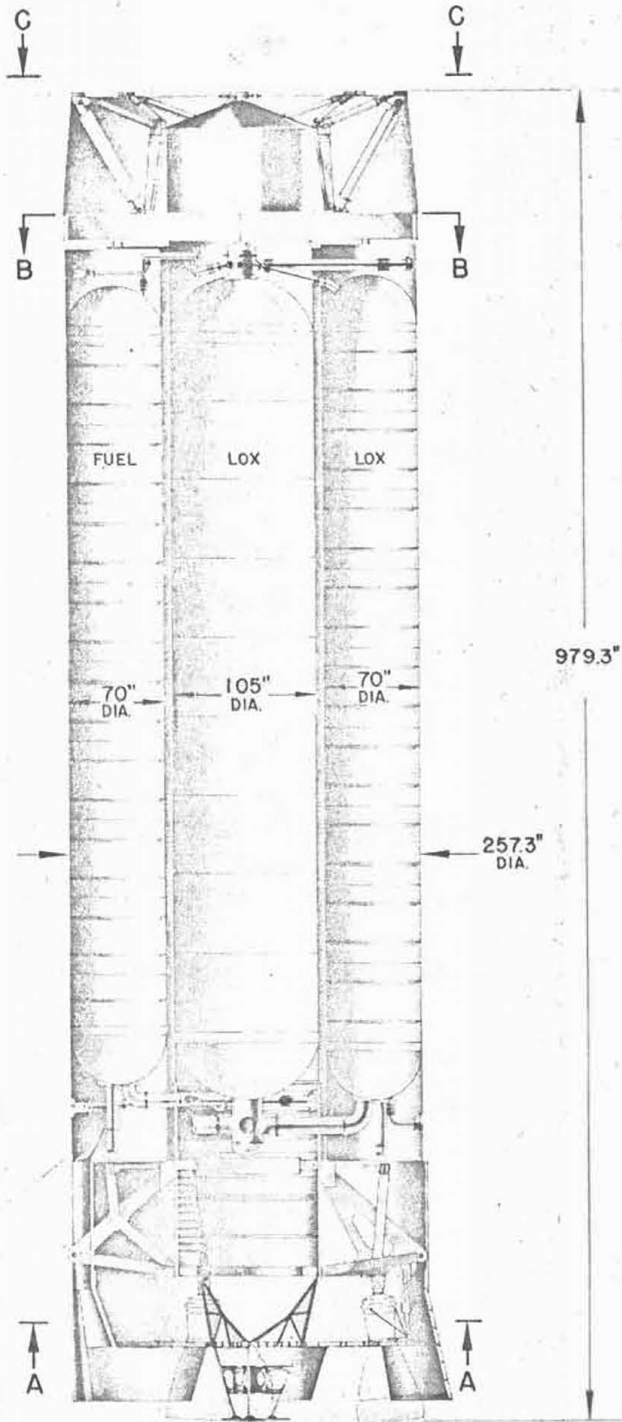 C C
B B
FUEL LOX LOX
979.3"
70" 105" 70"
DIA. DIA. DIA.
257.3"
DIA.
A A